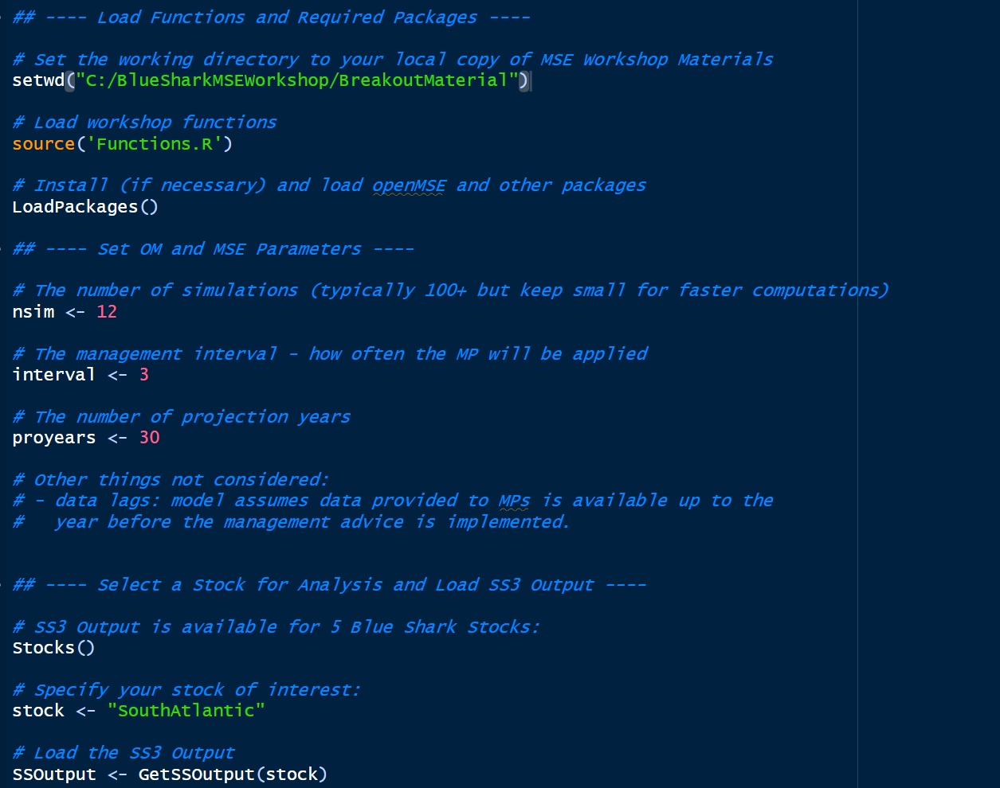 ## ---- Load Functions and Required Packages ----
# Set the working directory to your local copy of MSE Workshop Materials
setwd("C:/BlueSharkMSEWorkshop/BreakoutMaterial")
# Load workshop functions
source('Functions.R')
# Install (if necessary) and load openMSE and other packages
LoadPackages()
## ---- Set OM and MSE Parameters ----
# The number of simulations (typically 100+ but keep small for faster computations)
nsim <- 12
# The management interval - how often the MP will be applied
interval <- 3
# The number of projection years
proyears <- 30
# Other things not considered:
# - data lags: model assumes data provided to MPs is available up to the
#   year before the management advice is implemented.
## ---- Select a Stock for Analysis and Load SS3 Output ----
# SS3 Output is available for 5 Blue Shark Stocks:
Stocks()
# Specify your stock of interest:
stock <- "SouthAtlantic"
# Load the SS3 Output
SSOutput <- GetSSOutput(stock)